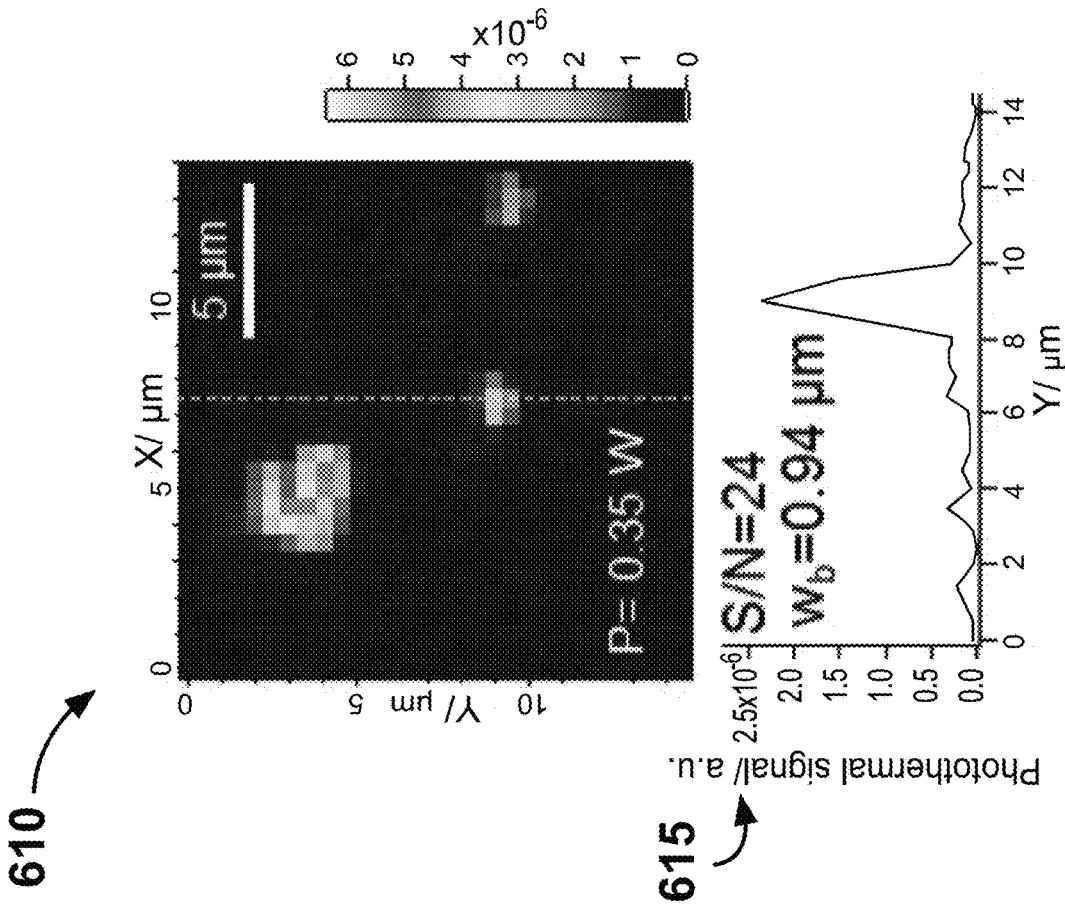 610
X/ µm
0
5
10
0
5
10
Y/ µm
5 µm
P= 0.35 W
x10⁻⁶
6
5
4
3
2
1
0
615
Photothermal signal/ a.u.
2.5x10⁻⁶
2.0
1.5
1.0
0.5
0.0
S/N=24
w_b=0.94 µm
0
2
4
6
8
10
12
14
Y/ µm